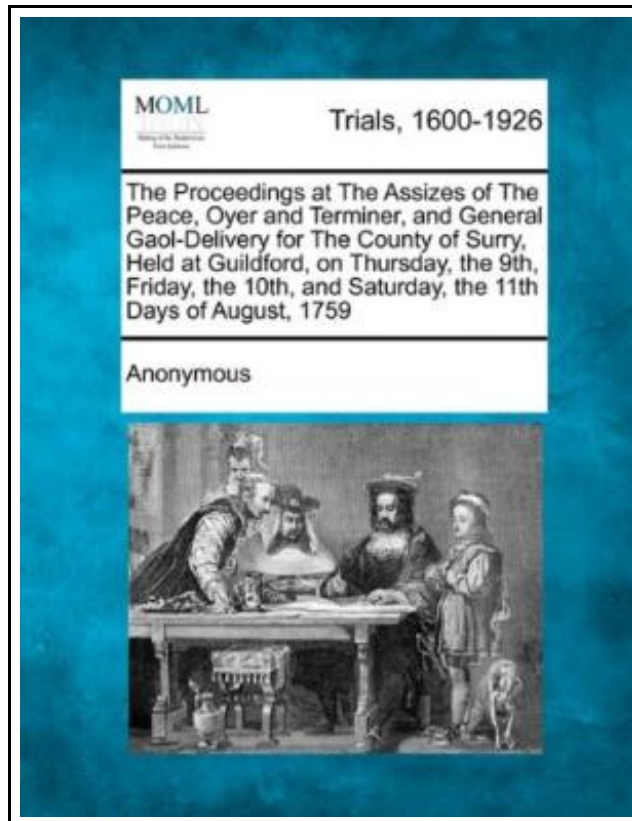 MOML
Trials, 1600-1926
The Proceedings at The Assizes of The
Peace, Oyer and Terminer, and General
Gaol-Delivery for The County of Surry,
Held at Guildford, on Thursday, the 9th,
Friday, the 10th, and Saturday, the 11th
Days of August, 1759
Anonymous